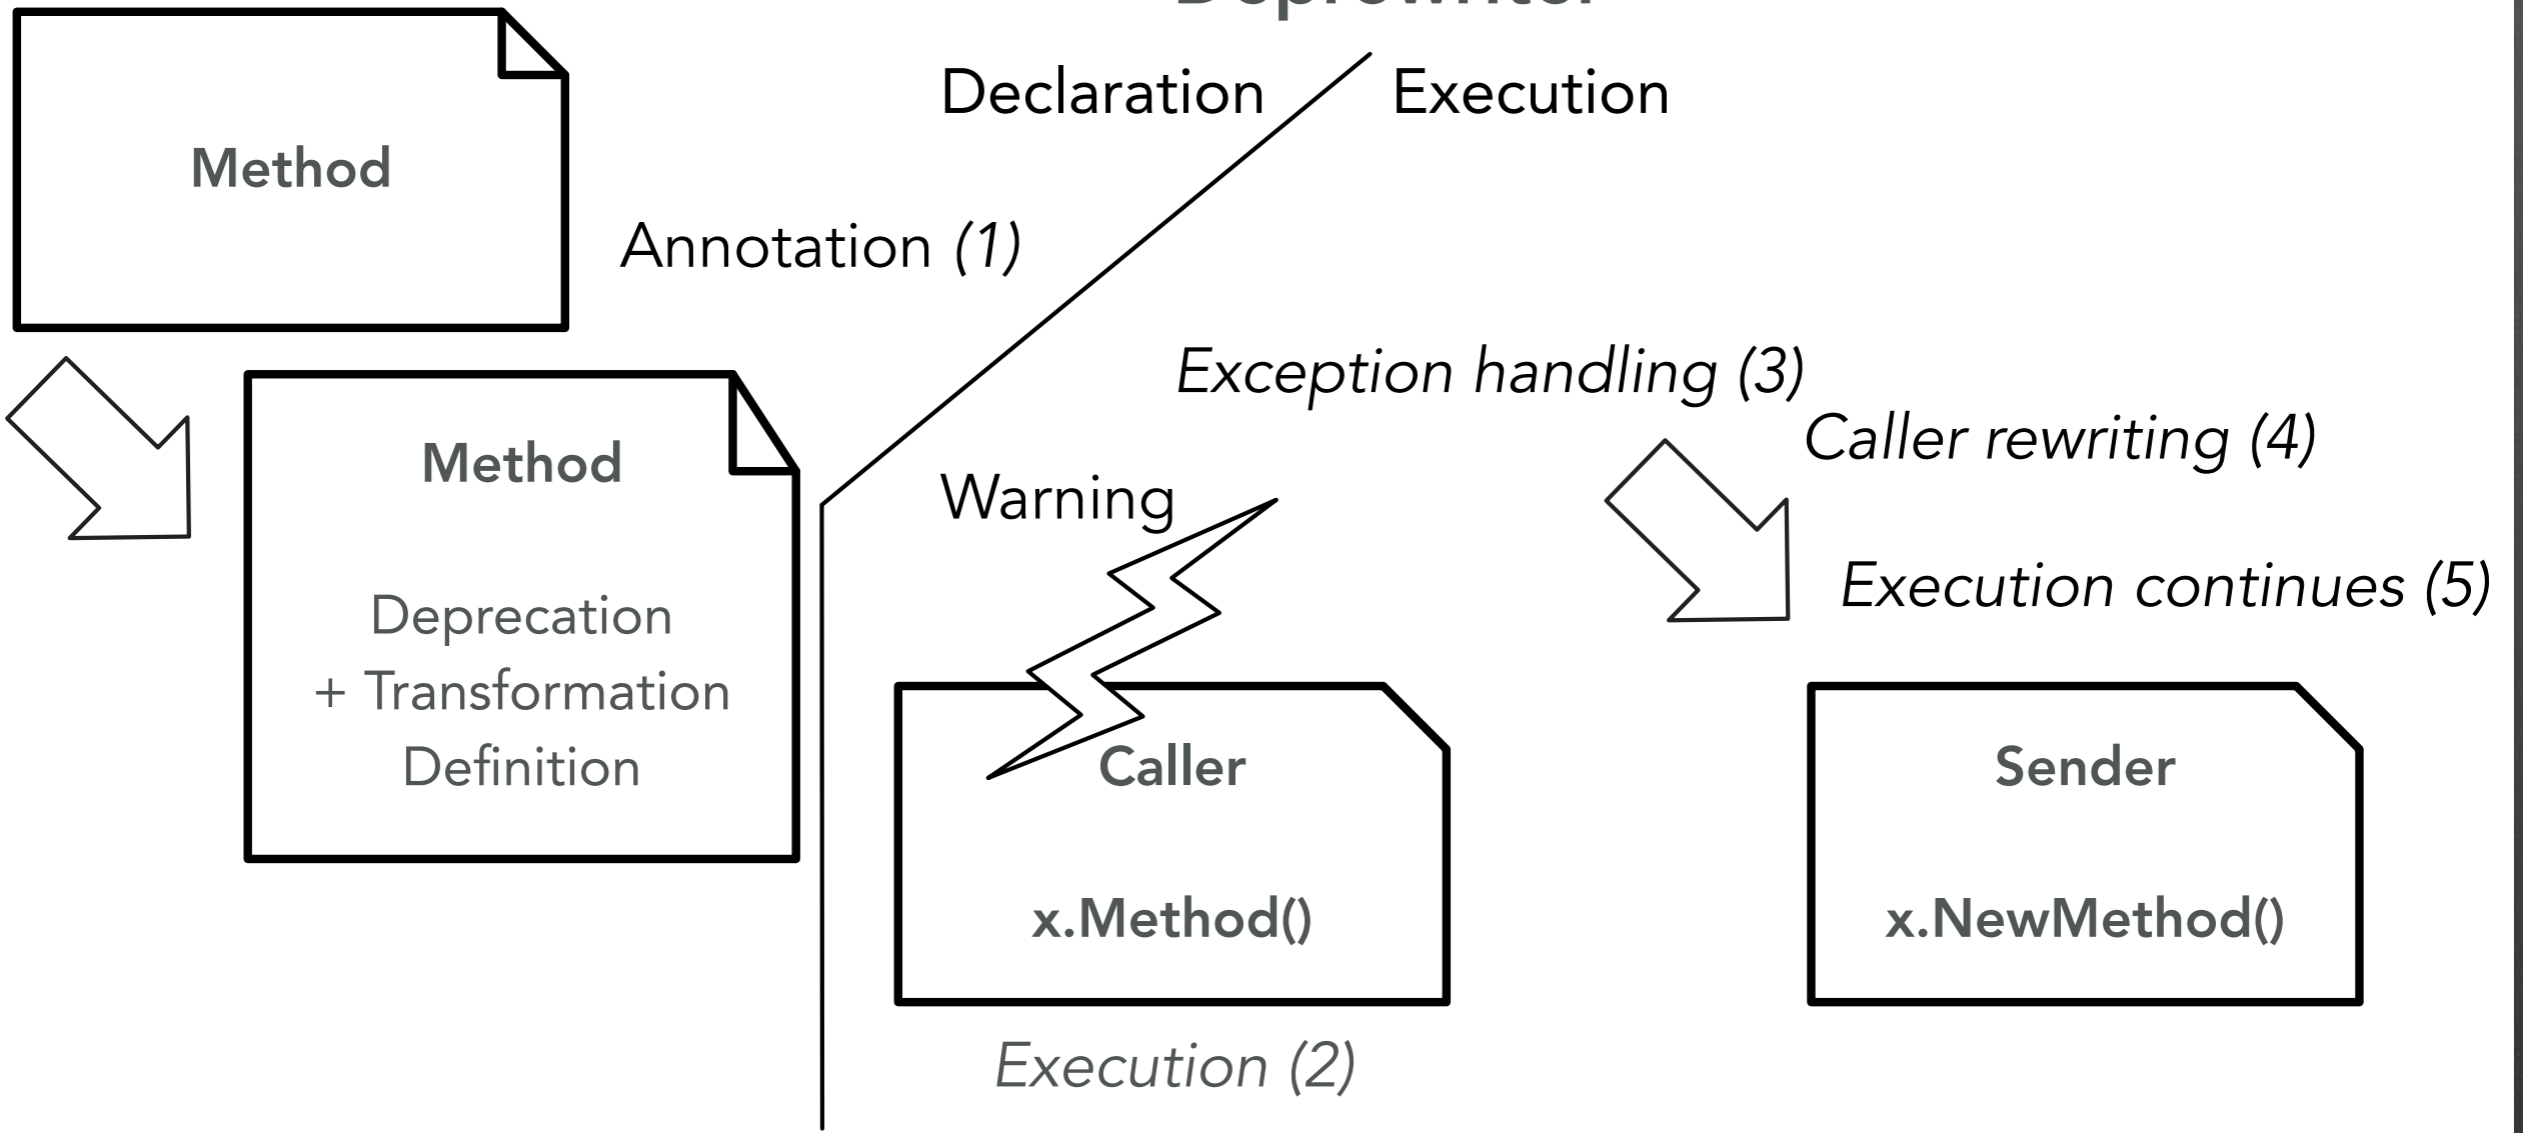 Deprewriter
Declaration
Execution
Method
Annotation (1)
Exception handling (3)
Caller rewriting (4)
Method
Warning
Execution continues (5)
Deprecation
+ Transformation
Definition
Caller
Sender
x.Method()
x.NewMethod()
Execution (2)